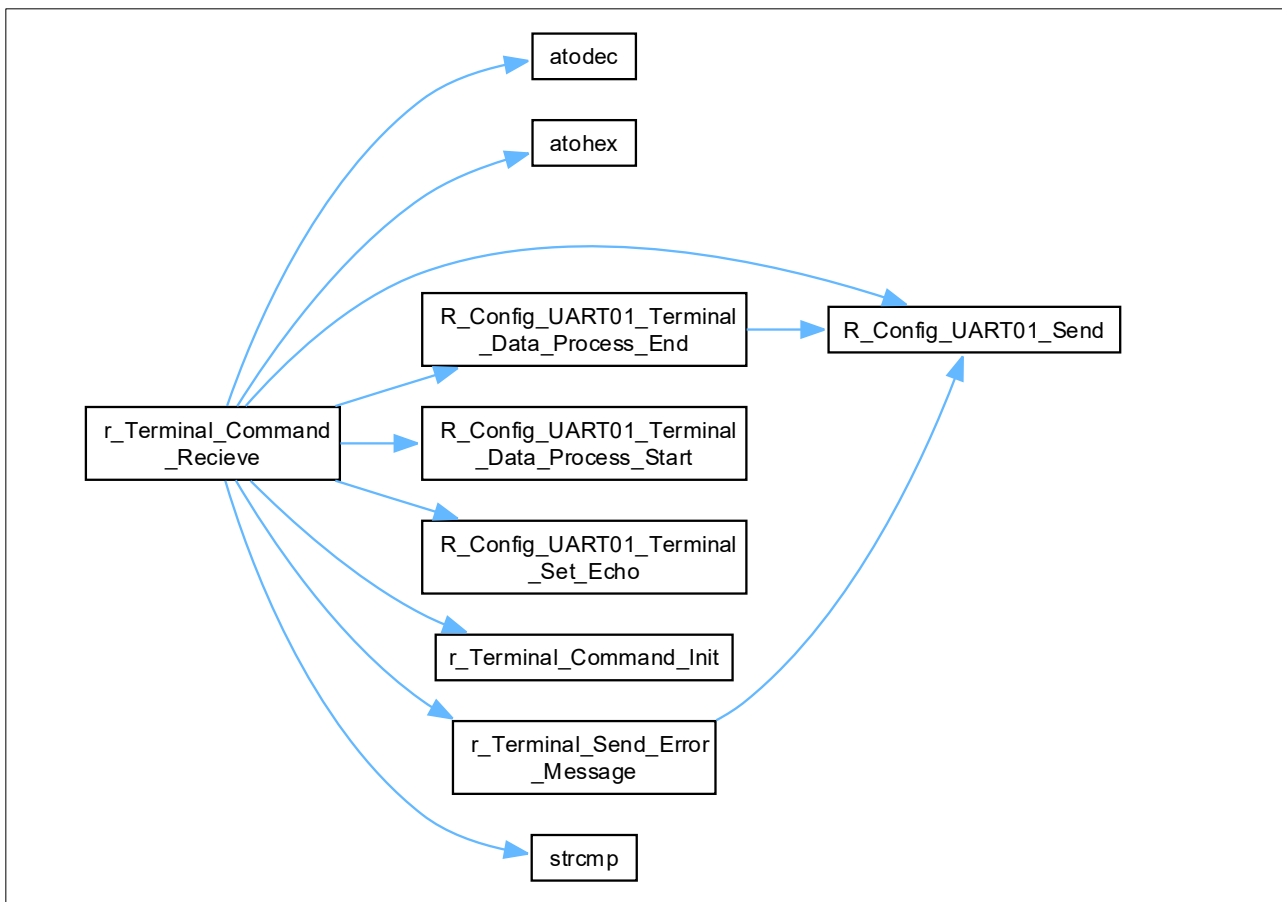 atodec
atohex
R_Config_UART01_Terminal
_Data_Process_End
R_Config_UART01_Send
r_Terminal_Command
_Recieve
R_Config_UART01_Terminal
_Data_Process_Start
R_Config_UART01_Terminal
_Set_Echo
r_Terminal_Command_Init
r_Terminal_Send_Error
_Message
strcmp